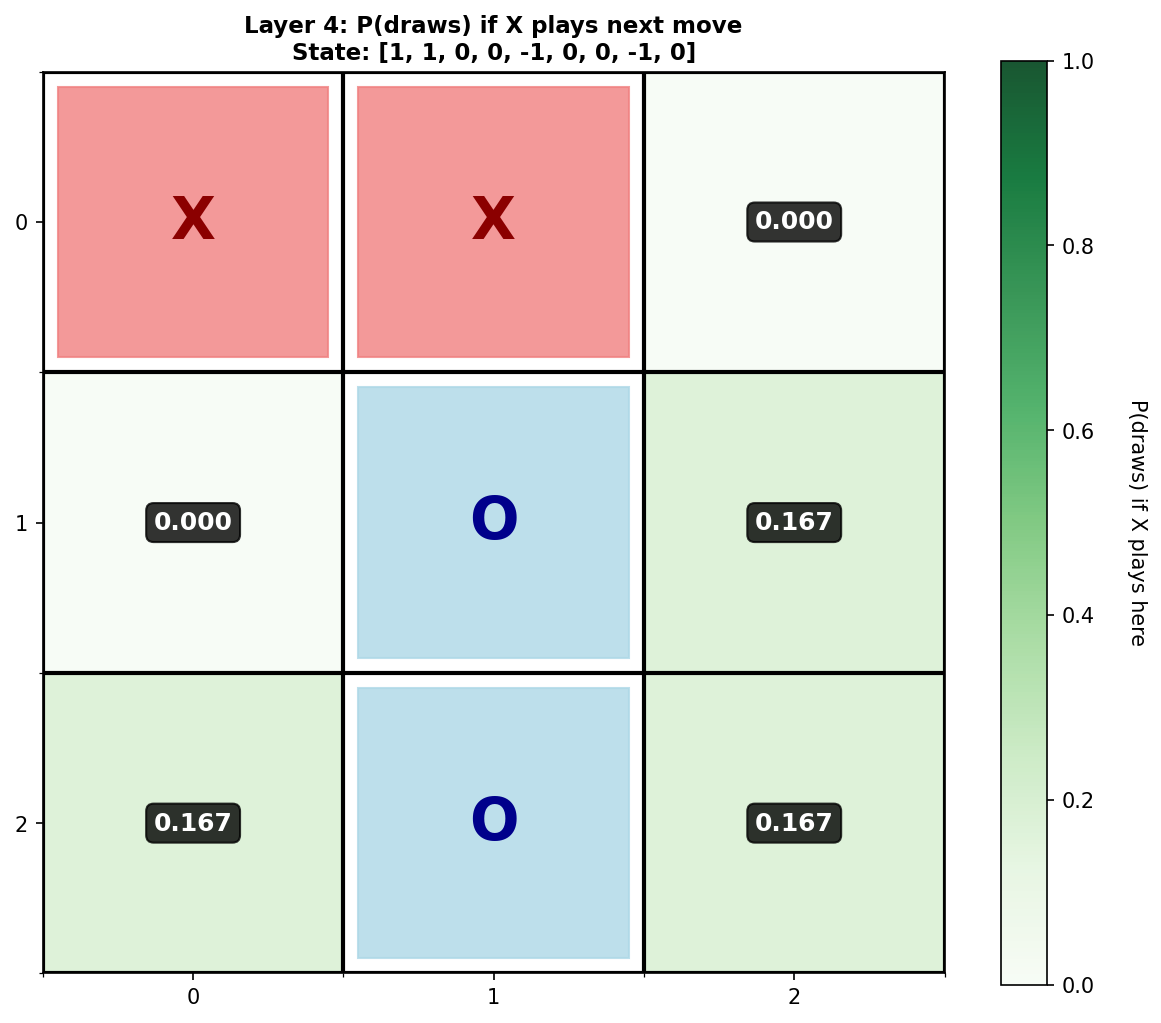 Layer 4: P(draws) if X plays next move
State: [1, 1, 0, 0, -1, 0, 0, -1, 0]
0
X
X
0.000
1
0.000
O
0.167
2
0.167
O
0.167
0
1
2
1.0
0.8
0.6
0.4
0.2
0.0
P(draws) if X plays here